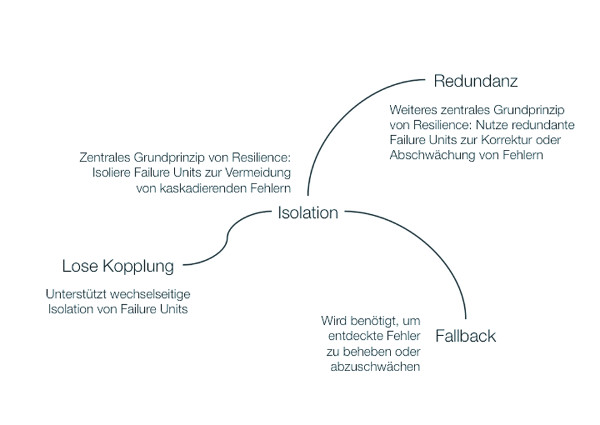 Redundanz
Weiteres zentrales Grundprinzip
von Resilience: Nutze redundante
Failure Units zur Korrektur oder
Abschwächung von Fehlern
Zentrales Grundprinzip von Resilience:
Isoliere Failure Units zur Vermeidung
von kaskadierenden Fehlern
Isolation
Lose Kopplung
Unterstützt wechselseitige
Isolation von Failure Units
Wird benötigt, um
entdeckte Fehler
zu beheben oder
abzuschwächen
Fallback